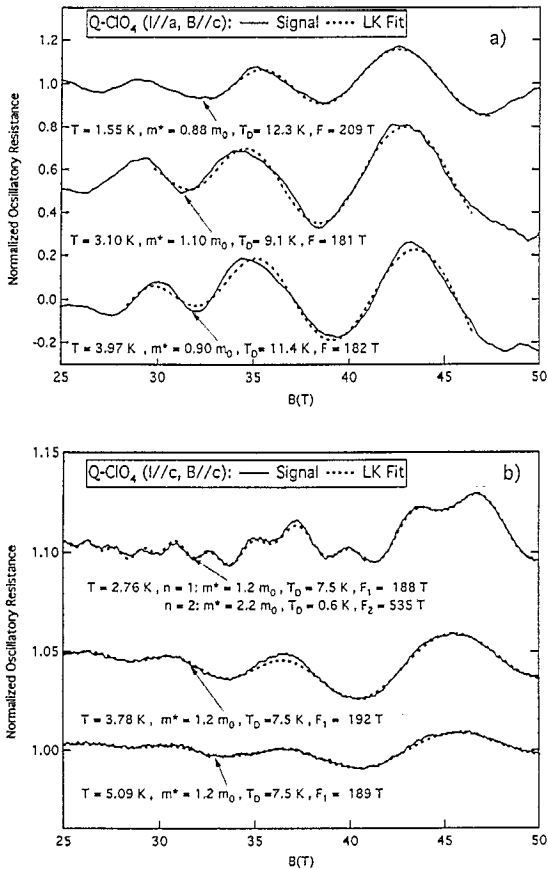 Q-ClO4 (I//a, B//c): Signal LK Fit
a)
1.2
1.0
0.8
0.6
0.4
0.2
0.0
-0.2
Normalized Ocsillatory Resistance
T = 1.55 K , m* = 0.88 m0 , TD= 12.3 K , F = 209 T
T = 3.10 K , m* = 1.10 m0 , TD= 9.1 K , F = 181 T
T = 3.97 K , m* = 0.90 m0 , TD= 11.4 K , F = 182 T
25 30 35 40 45 50
B(T)
Q-ClO4 (I//c, B//c): Signal LK Fit
b)
1.15
1.10
1.05
1.00
Normalized Oscillatory Resistance
T = 2.76 K , n = 1: m* = 1.2 m0 , TD = 7.5 K , F1 = 188 T
n = 2: m* = 2.2 m0 , TD = 0.6 K , F2 = 535 T
T = 3.78 K , m* = 1.2 m0 , TD =7.5 K , F1 = 192 T
T = 5.09 K , m* = 1.2 m0 , TD =7.5 K , F1 = 189 T
25 30 35 40 45 50
B(T)